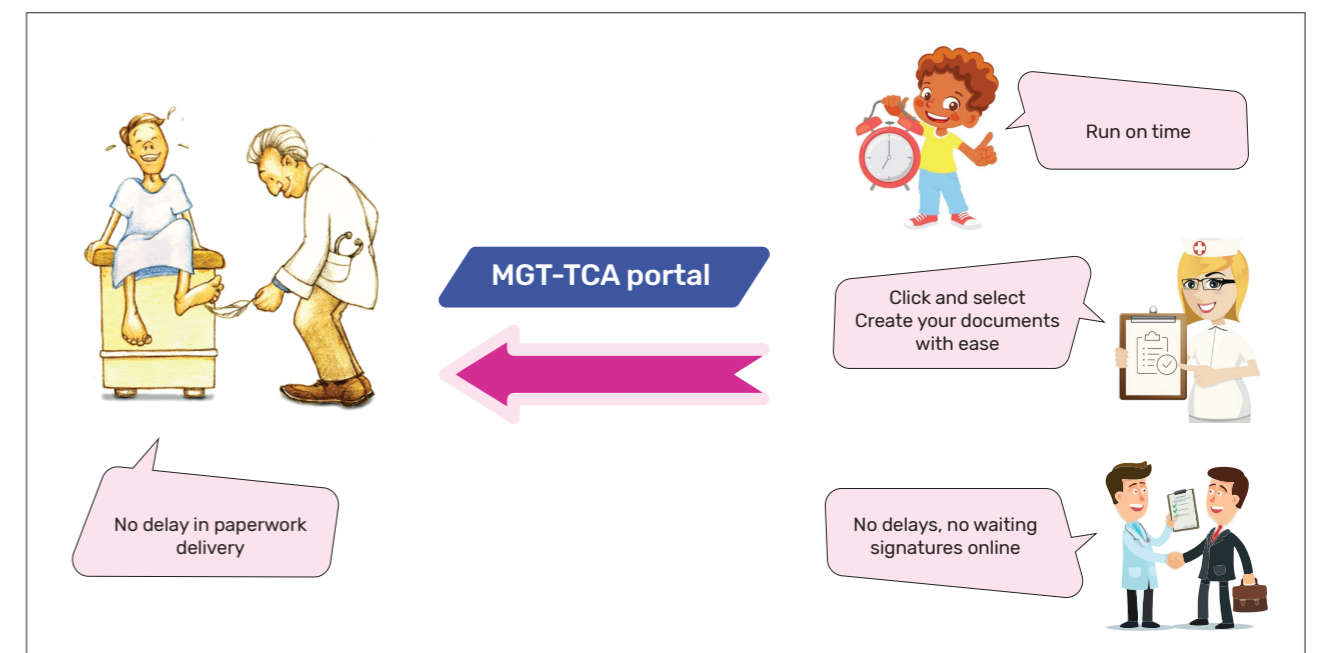 Run on time
MGT-TCA portal
Click and select
Create your documents
with ease
No delay in paperwork
delivery
No delays, no waiting
signatures online